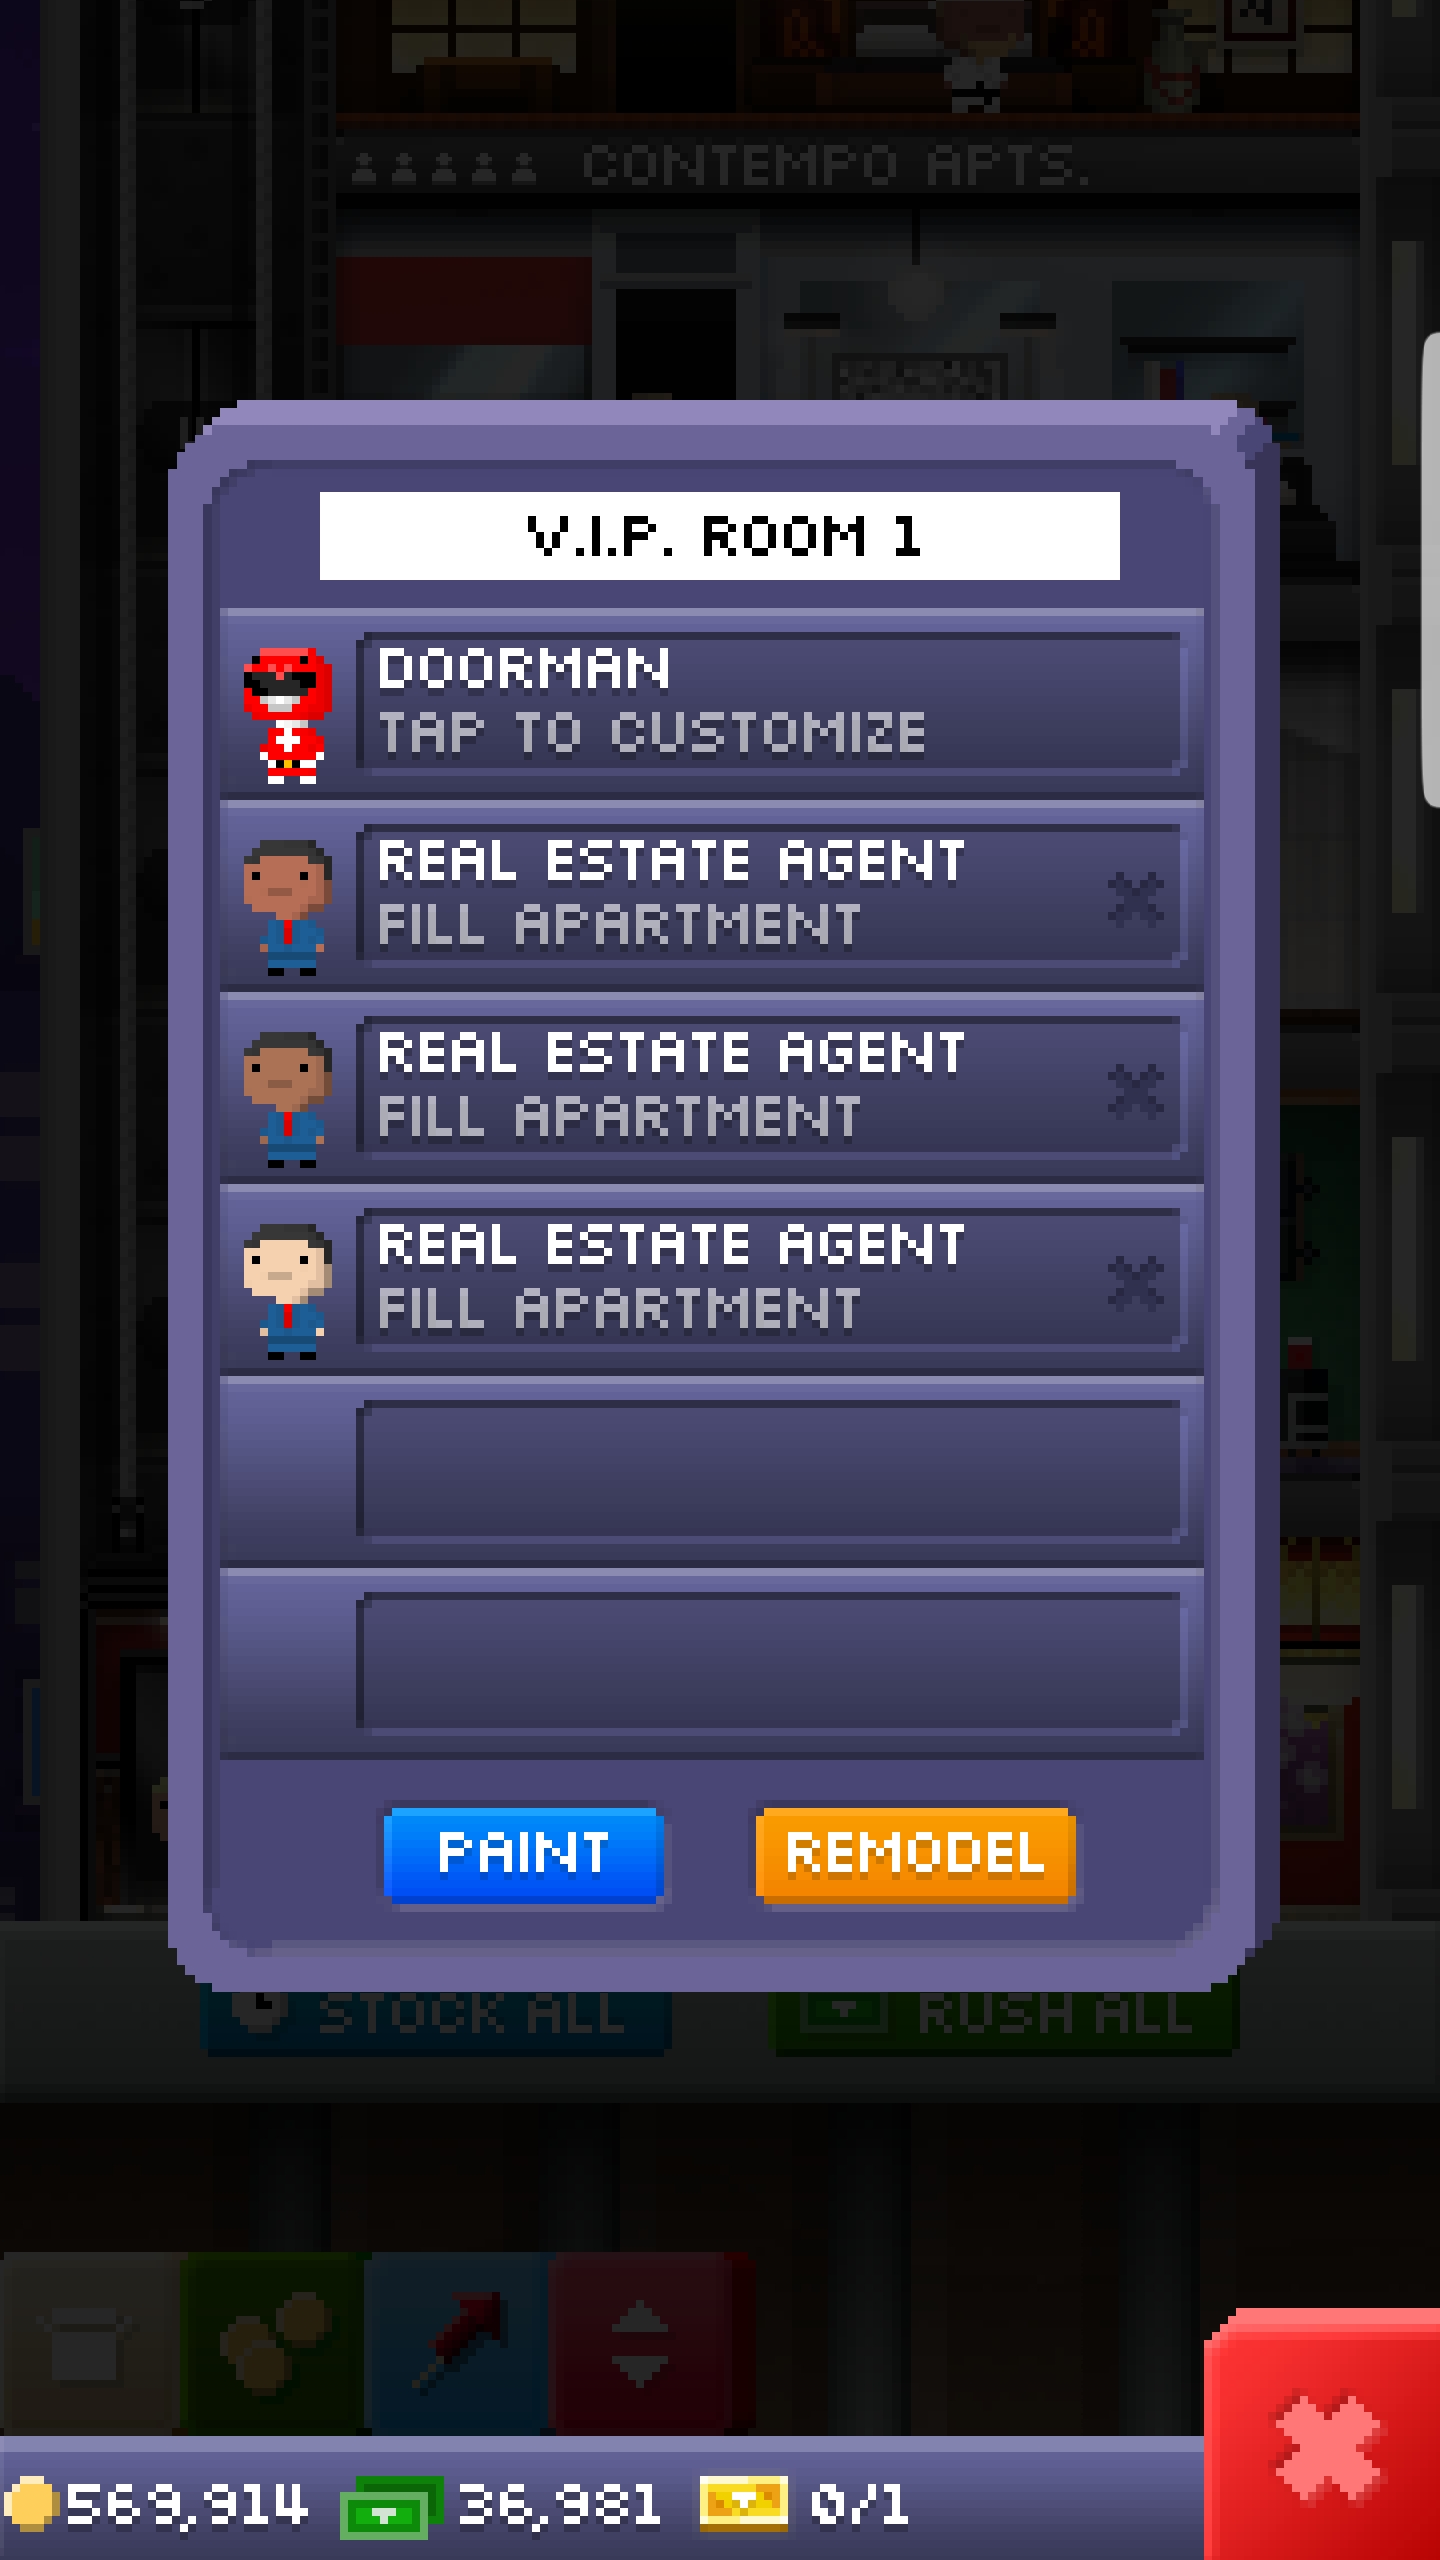 CONTEMPO APTS.
V.I.P. ROOM 1
DOORMAN
TAP TO CUSTOMIZE
REAL ESTATE AGENT
FILL APARTMENT
REAL ESTATE AGENT
FILL APARTMENT
REAL ESTATE AGENT
FILL APARTMENT
PAINT
REMODEL
STOCK ALL
RUSH ALL
569,914
36,981
0/1